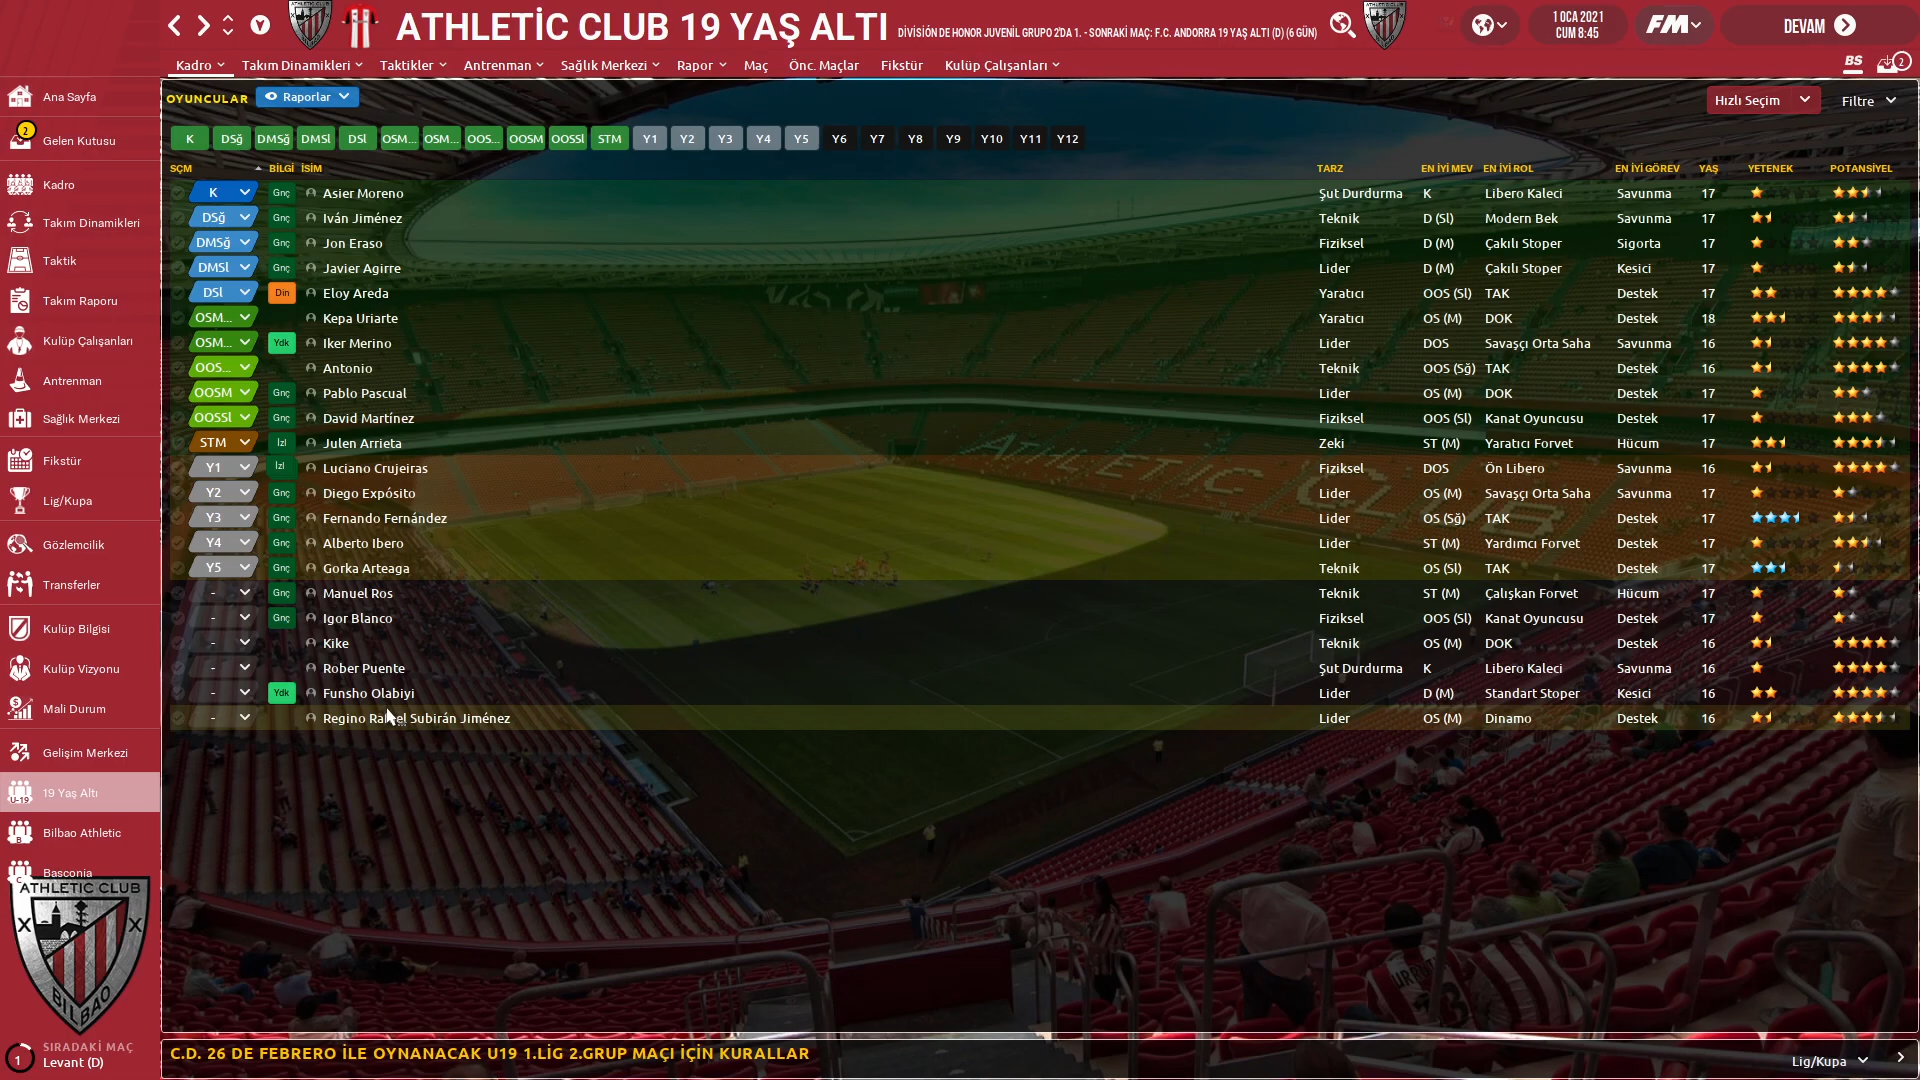 ATHLETİC CLUB 19 YAŞ ALTI
DİVİSİÓN DE HONOR JUVENİL GRUPO 2'DA 1. - SONRAKİ MAÇ: F.C. ANDORRA 19 YAŞ ALTI (D) (6 GÜN)
1 OCA 2021
CUM 8:45
FM
DEVAM
Kadro Takım Dinamikleri Taktikler Antrenman Sağlık Merkezi Rapor Maç Önc. Maçlar Fikstür Kulüp Çalışanları
BS 2
Ana Sayfa
2
Gelen Kutusu
Kadro
Takım Dinamikleri
Taktik
Takım Raporu
Kulüp Çalışanları
Antrenman
Sağlık Merkezi
Fikstür
Lig/Kupa
Gözlemcilik
Transferler
Kulüp Bilgisi
Kulüp Vizyonu
Mali Durum
Gelişim Merkezi
U-19 19 Yaş Altı
B Bilbao Athletic
C Basconia
ATHLETIC CLUB
BILBAO
1 SIRADAKİ MAÇ
Levant (D)
OYUNCULAR Raporlar
Hızlı Seçim Filtre
K DSğ DMSğ DMSl DSl OSM... OSM... OOS... OOSM OOSSl STM Y1 Y2 Y3 Y4 Y5 Y6 Y7 Y8 Y9 Y10 Y11 Y12
SÇM BİLGİ İSİM TARZ EN İYİ MEV EN İYİ ROL EN İYİ GÖREV YAŞ YETENEK POTANSİYEL
K Gnç Asier Moreno Şut Durdurma K Libero Kaleci Savunma 17
DSğ Gnç Iván Jiménez Teknik D (Sl) Modern Bek Savunma 17
DMSğ Gnç Jon Eraso Fiziksel D (M) Çakılı Stoper Sigorta 17
DMSl Gnç Javier Agirre Lider D (M) Çakılı Stoper Kesici 17
DSl Din Eloy Areda Yaratıcı OOS (Sl) TAK Destek 17
OSM... Kepa Uriarte Yaratıcı OS (M) DOK Destek 18
OSM... Ydk Iker Merino Lider DOS Savaşçı Orta Saha Savunma 16
OOS... Antonio Teknik OOS (Sğ) TAK Destek 16
OOSM Gnç Pablo Pascual Lider OS (M) DOK Destek 17
OOSSl Gnç David Martínez Fiziksel OOS (Sl) Kanat Oyuncusu Destek 17
STM İzl Julen Arrieta Zeki ST (M) Yaratıcı Forvet Hücum 17
Y1 İzl Luciano Crujeiras Fiziksel DOS Ön Libero Savunma 16
Y2 Gnç Diego Expósito Lider OS (M) Savaşçı Orta Saha Savunma 17
Y3 Gnç Fernando Fernández Lider OS (Sğ) TAK Destek 17
Y4 Gnç Alberto Ibero Lider ST (M) Yardımcı Forvet Destek 17
Y5 Gnç Gorka Arteaga Teknik OS (Sl) TAK Destek 17
- Gnç Manuel Ros Teknik ST (M) Çalışkan Forvet Hücum 17
- Gnç Igor Blanco Fiziksel OOS (Sl) Kanat Oyuncusu Destek 17
- Kike Teknik OS (M) DOK Destek 16
- Rober Puente Şut Durdurma K Libero Kaleci Savunma 16
- Ydk Funsho Olabiyi Lider D (M) Standart Stoper Kesici 16
- Regino Subirán Jiménez Lider OS (M) Dinamo Destek 16
ATHLETIC
CLUB
C.D. 26 DE FEBRERO İLE OYNANACAK U19 1.LİG 2.GRUP MAÇI İÇİN KURALLAR
Lig/Kupa